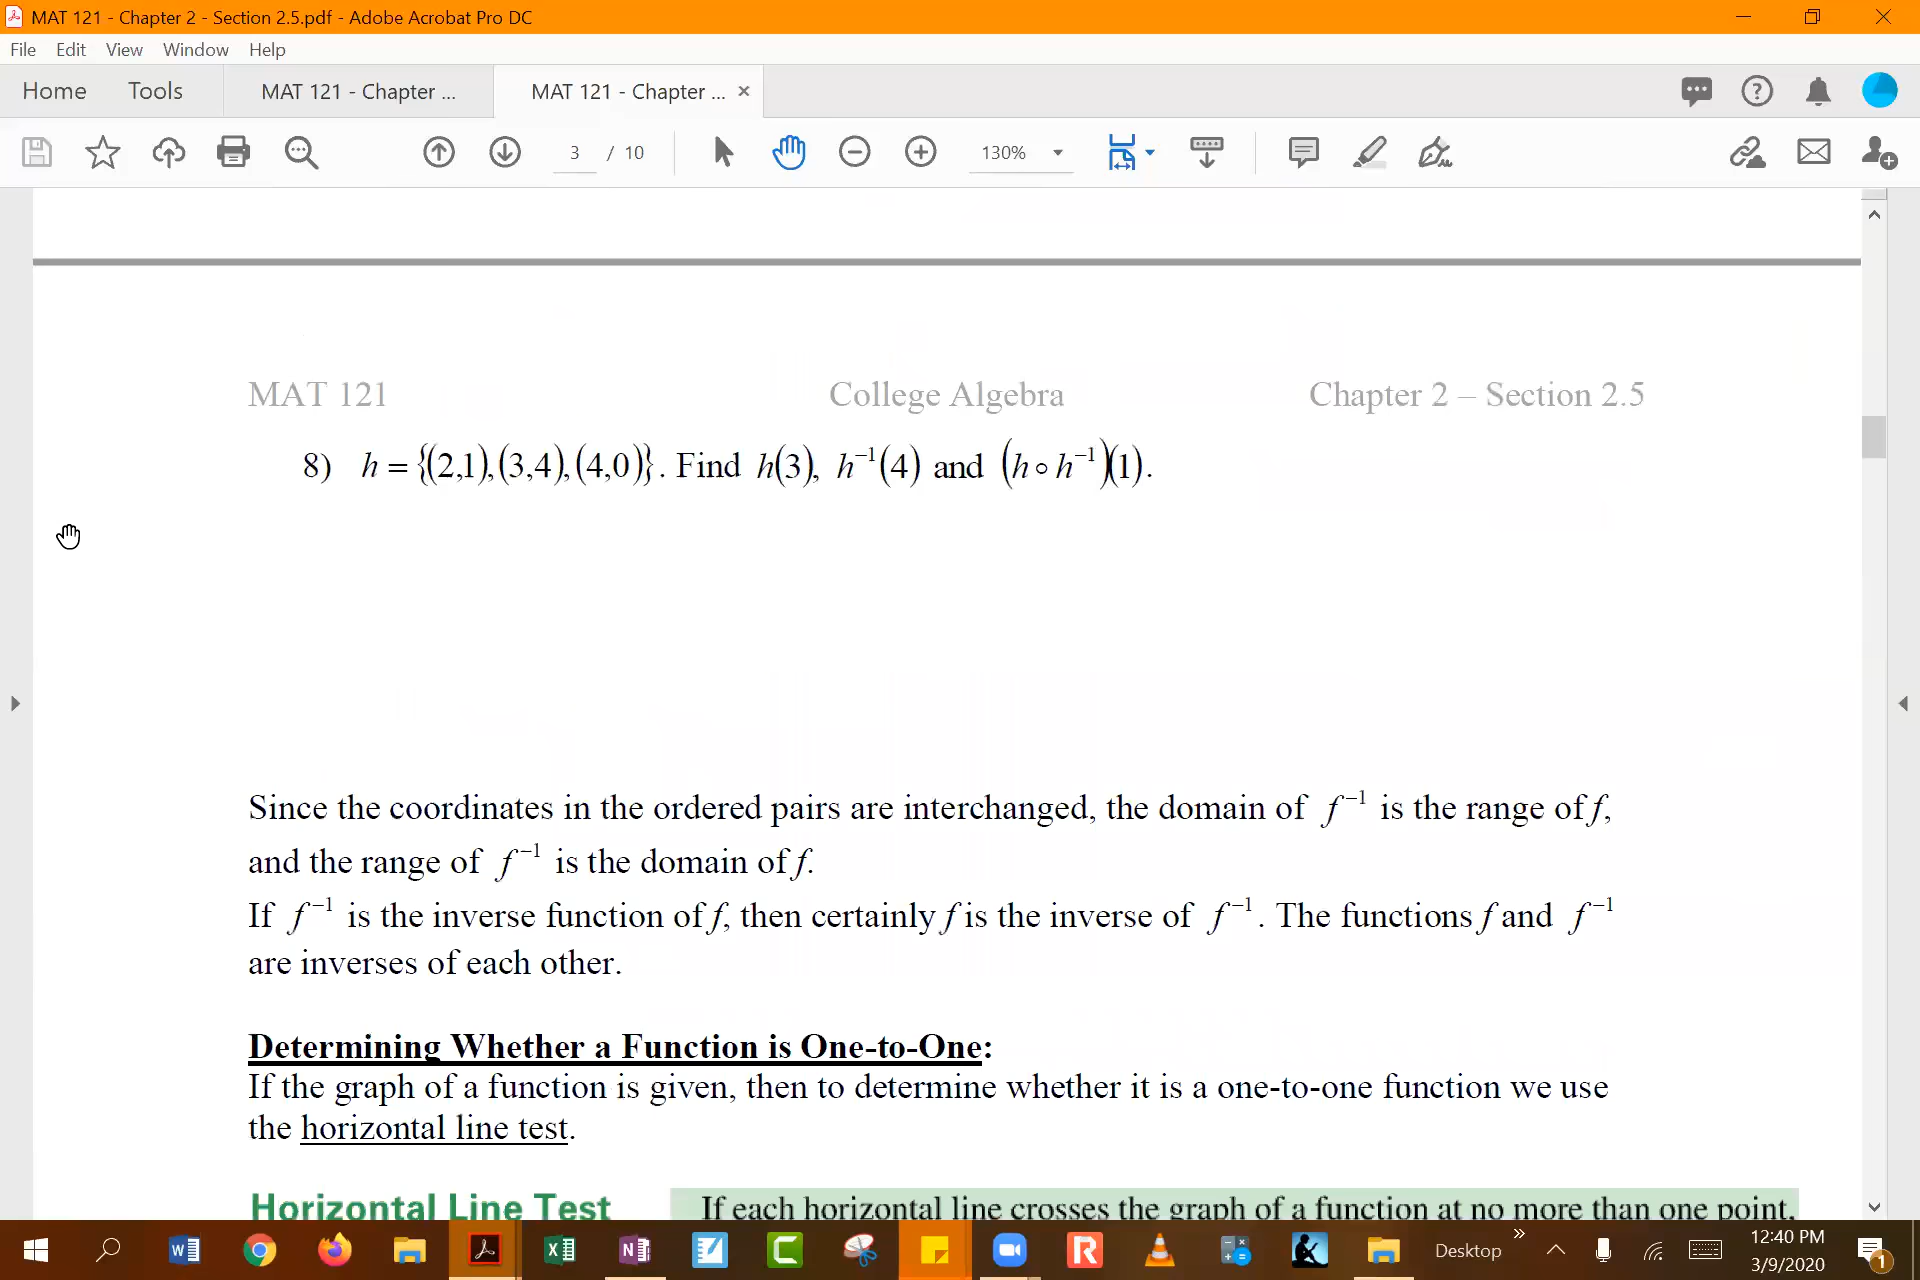 MAT 121 - Chapter 2 - Section 2.5.pdf - Adobe Acrobat Pro DC
File Edit View Window Help
Home Tools MAT 121 - Chapter ... MAT 121 - Chapter ... ×
3 / 10 130%
MAT 121 College Algebra Chapter 2 – Section 2.5
8) h = {(2,1),(3,4),(4,0)}. Find h(3), h⁻¹(4) and (h ∘ h⁻¹)(1).
Since the coordinates in the ordered pairs are interchanged, the domain of f⁻¹ is the range of f,
and the range of f⁻¹ is the domain of f.
If f⁻¹ is the inverse function of f, then certainly f is the inverse of f⁻¹. The functions f and f⁻¹
are inverses of each other.
Determining Whether a Function is One-to-One:
If the graph of a function is given, then to determine whether it is a one-to-one function we use
the horizontal line test.
Horizontal Line Test If each horizontal line crosses the graph of a function at no more than one point,
Desktop » 12:40 PM
3/9/2020 1